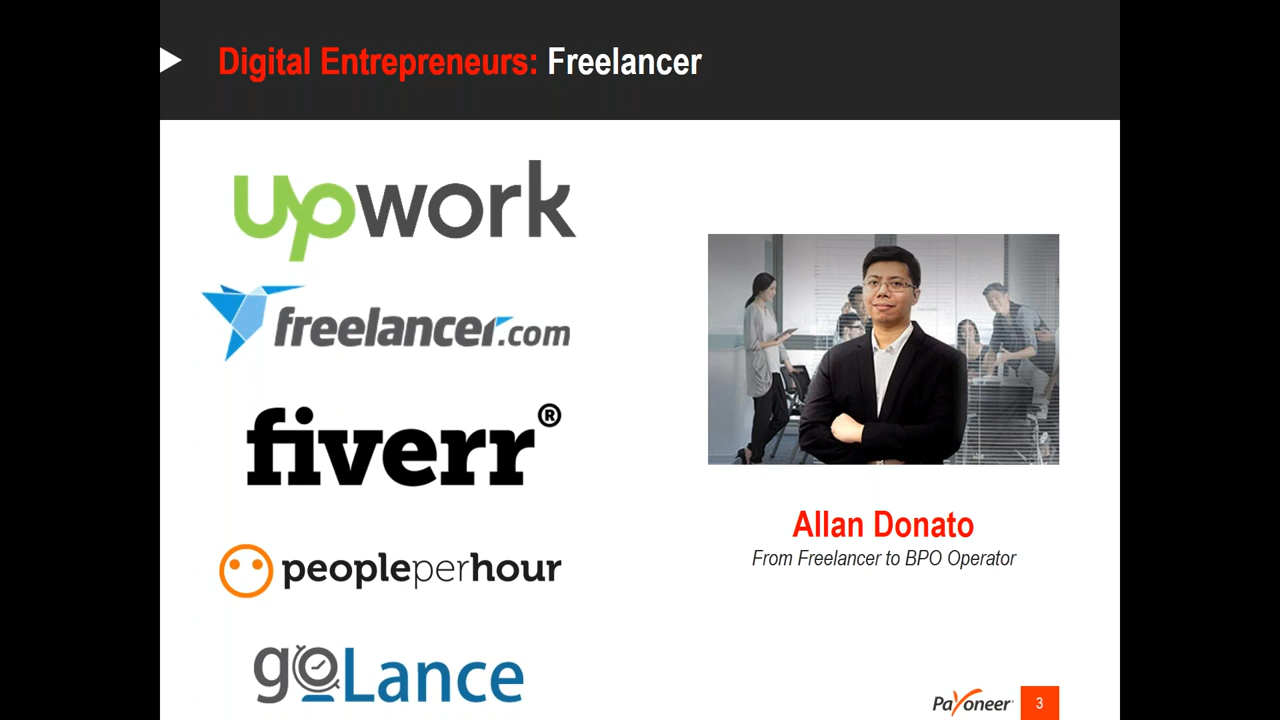 Digital Entrepreneurs: Freelancer
upwork
freelancer.com
fiverr®
peopleperhour
goLance
Allan Donato
From Freelancer to BPO Operator
Payoneer
3